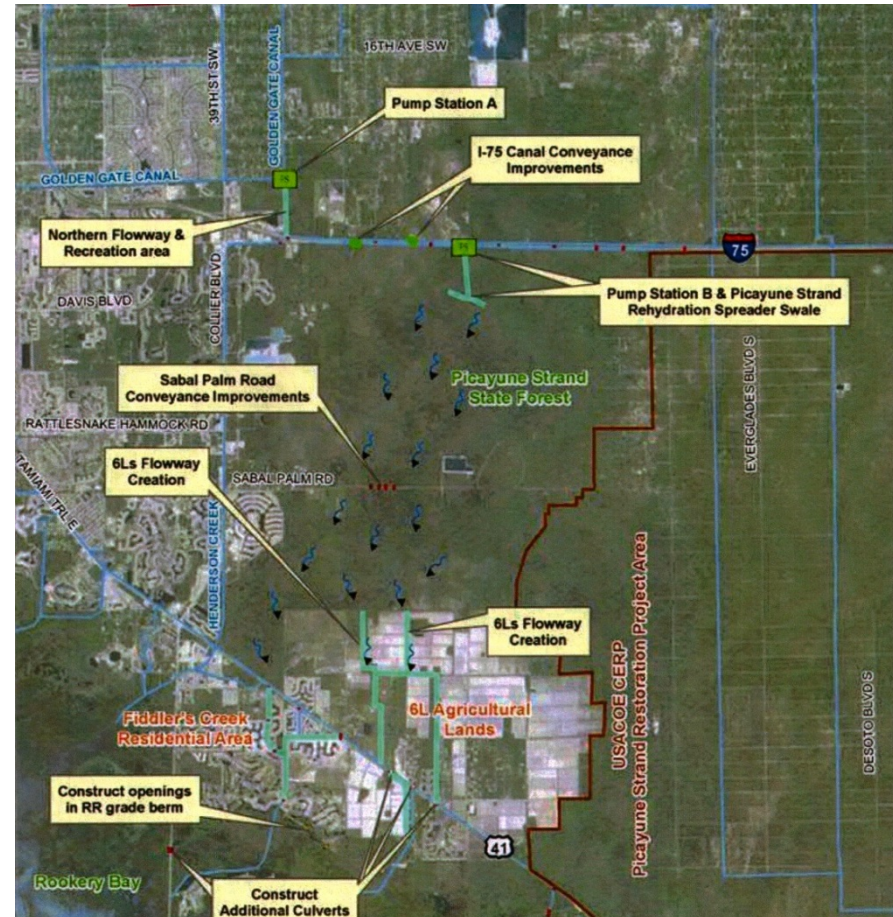 16TH AVE SW
39TH ST SW
GOLDEN GATE CANAL
Pump Station A
I-75 Canal Conveyance
Improvements
GOLDEN GATE CANAL
PS
Northern Flowway &
Recreation area
PS
75
COLLIER BLVD
DAVIS BLVD
Pump Station B & Picayune Strand
Rehydration Spreader Swale
Sabal Palm Road
Conveyance Improvements
Picayune Strand
State Forest
EVERGLADES BLVD S
RATTLESNAKE HAMMOCK RD
6Ls Flowway
Creation
SABAL PALM RD
TAMIAMI TRL E
HENDERSON CREEK
6Ls Flowway
Creation
USACOE CERP
Picayune Strand Restoration Project Area
Fiddler's Creek
Residential Area
6L Agricultural
Lands
DESOTO BLVD S
Construct openings
in RR grade berm
41
Rookery Bay
Construct
Additional Culverts